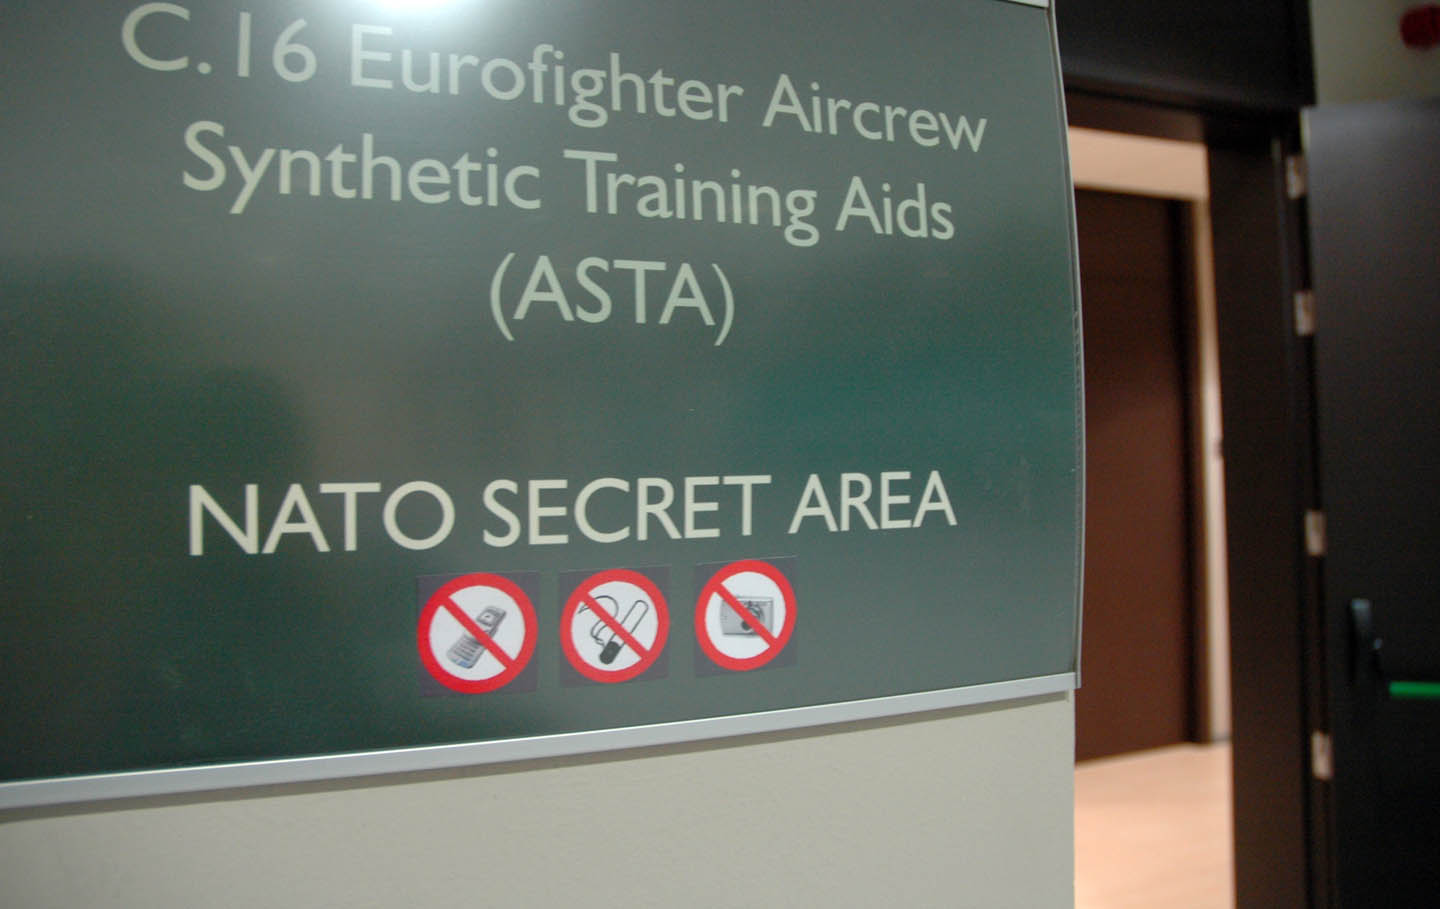 C.16 Eurofighter Aircrew
Synthetic Training Aids
(ASTA)
NATO SECRET AREA